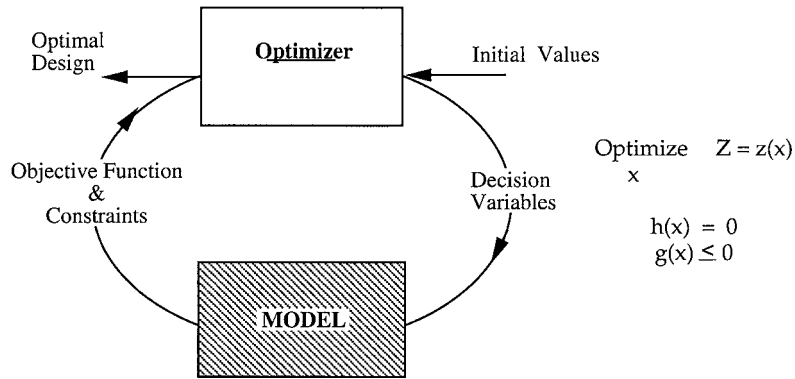 Optimal
Design
Optimizer
Initial Values
Objective Function
&
Constraints
Decision
Variables
MODEL
Optimize Z = z(x)
x
h(x) = 0
g(x) ≤ 0